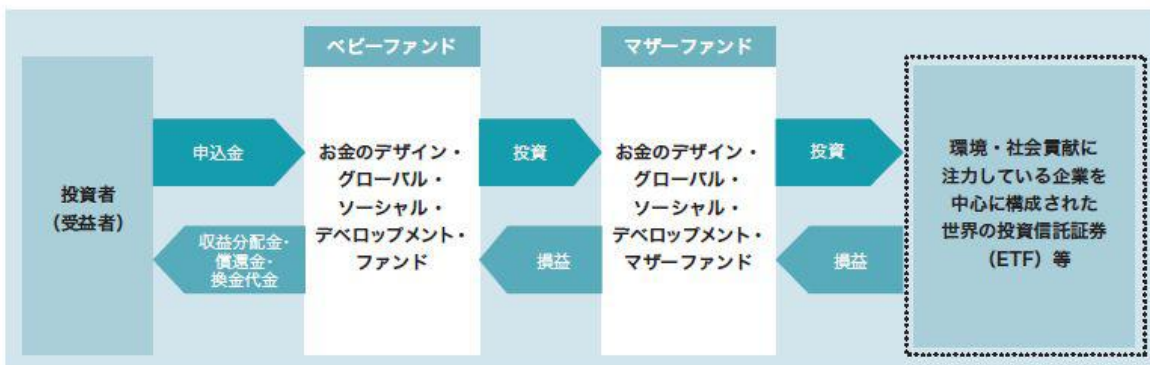 投資者
（受益者）
申込金
収益分配金・
償還金・
換金代金
ベビーファンド
お金のデザイン・
グローバル・
ソーシャル・
デベロップメント・
ファンド
投資
損益
マザーファンド
お金のデザイン・
グローバル・
ソーシャル・
デベロップメント・
マザーファンド
投資
損益
環境・社会貢献に
注力している企業を
中心に構成された
世界の投資信託証券
（ETF）等